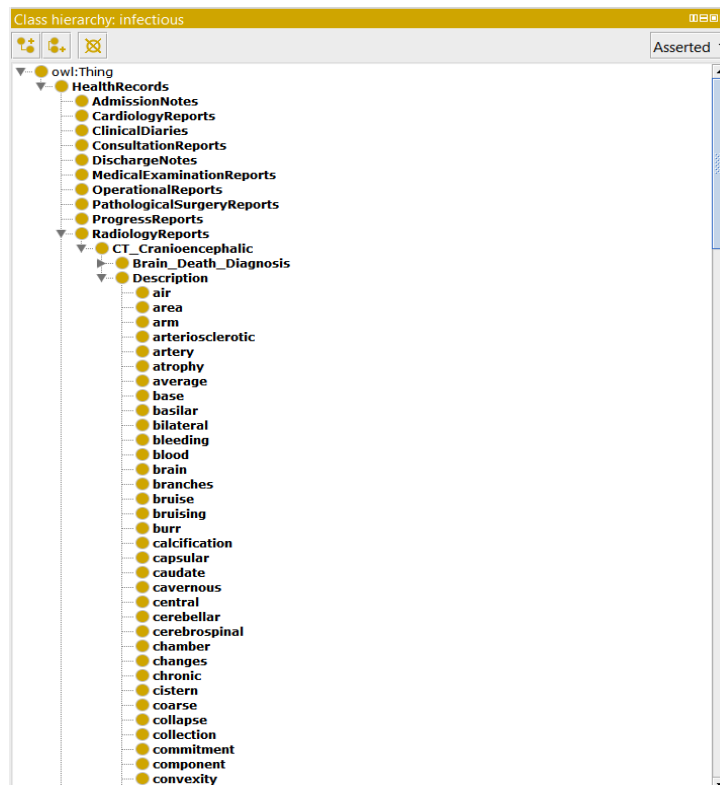 Class hierarchy: infectious
Asserted
owl:Thing
HealthRecords
AdmissionNotes
CardiologyReports
ClinicalDiaries
ConsultationReports
DischargeNotes
MedicalExaminationReports
OperationalReports
PathologicalSurgeryReports
ProgressReports
RadiologyReports
CT_Cranioencephalic
Brain_Death_Diagnosis
Description
air
area
arm
arteriosclerotic
artery
atrophy
average
base
basilar
bilateral
bleeding
blood
brain
branches
bruise
bruising
burr
calcification
capsular
caudate
cavernous
central
cerebellar
cerebrospinal
chamber
changes
chronic
cistern
coarse
collapse
collection
commitment
component
convexity